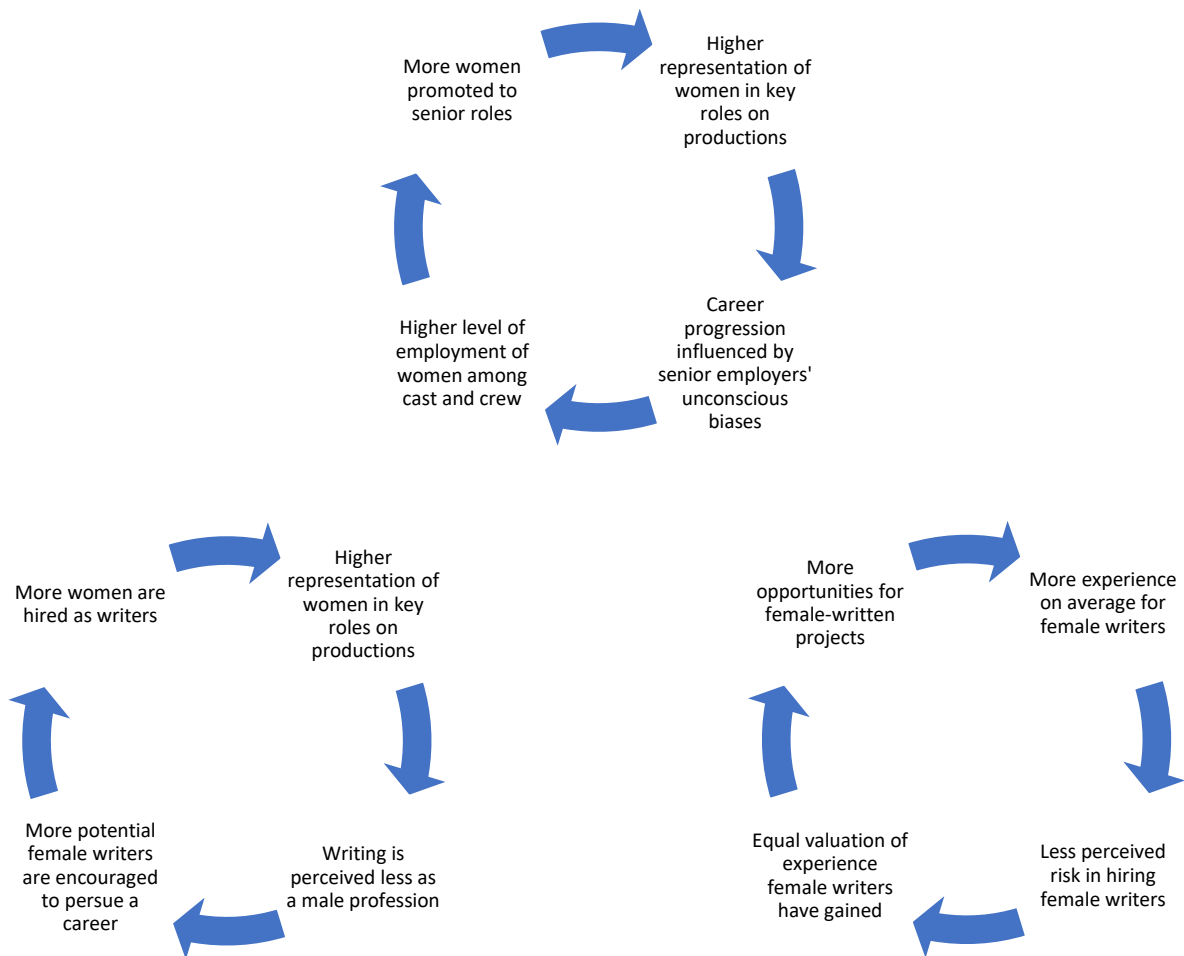 More women
promoted to
senior roles
Higher
representation of
women in key
roles on
productions
Career
progression
influenced by
senior employers'
unconscious
biases
Higher level of
employment of
women among
cast and crew
More women are
hired as writers
Higher
representation of
women in key
roles on
productions
Writing is
perceived less as
a male profession
More potential
female writers
are encouraged
to persue a
career
More
opportunities for
female-written
projects
More experience
on average for
female writers
Less perceived
risk in hiring
female writers
Equal valuation of
experience
female writers
have gained